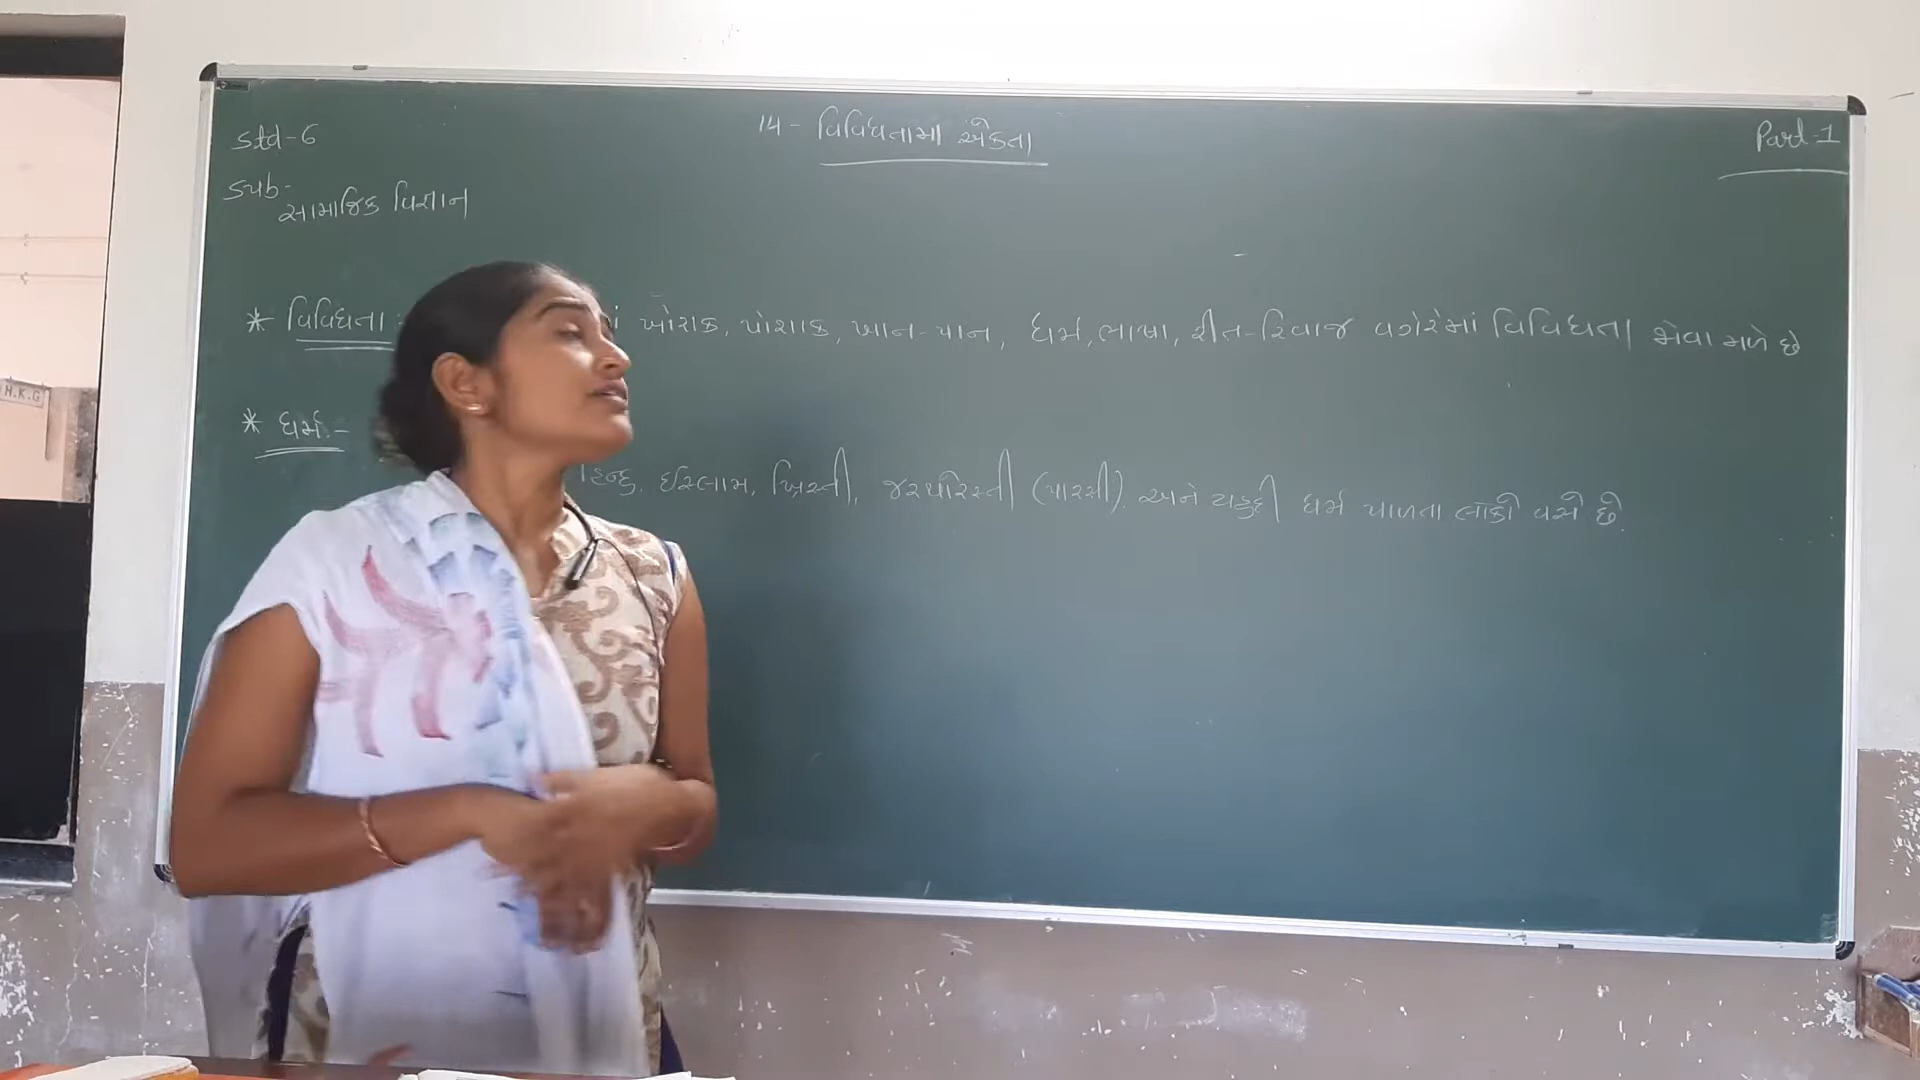 14 - વિવિધતામા એકતા
Part-1
Std-6
Sub-
સામાજિક વિજ્ઞાન
* વિવિધતા :- ખોરાક, પોશાક, ખાન-પાન, ધર્મ, ભાષા, રીત-રિવાજ વગેરેમાં વિવિધતા જોવા મળે છે
* ધર્મ :-
હિન્દુ, ઈસ્લામ, ખ્રિસ્તી, જરથોરિસ્તી (પારસી), અને યહુદી ધર્મ પાળતા લોકો વસે છે.
H.K.G